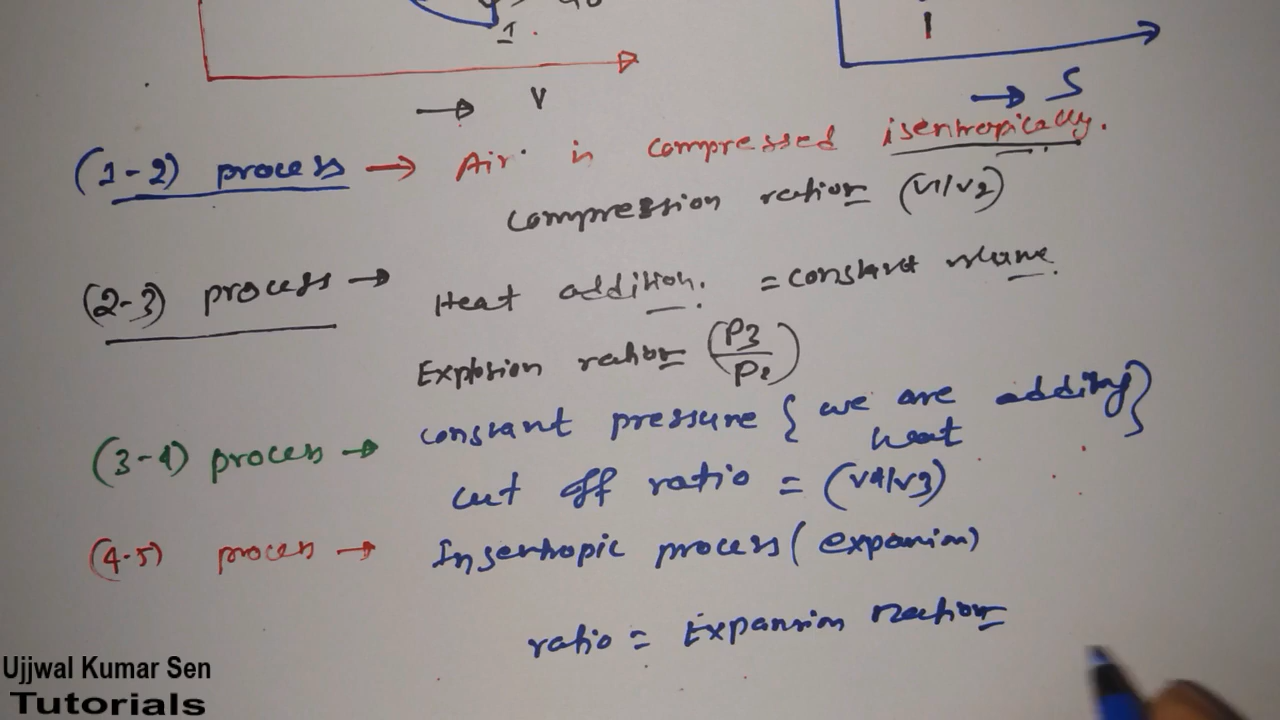 1
1
V
S
(1-2) process → Air is compressed isentropically.
Compression ratio = (V1/V2)
(2-3) process → Heat addition. = constant volume
Explosion ratio = (P3/P2)
(3-4) process → constant pressure { we are adding heat }
cut off ratio = (V4/V3)
(4-5) process → Insentropic process (expansion)
ratio = Expansion ratio =
Ujjwal Kumar Sen
Tutorials